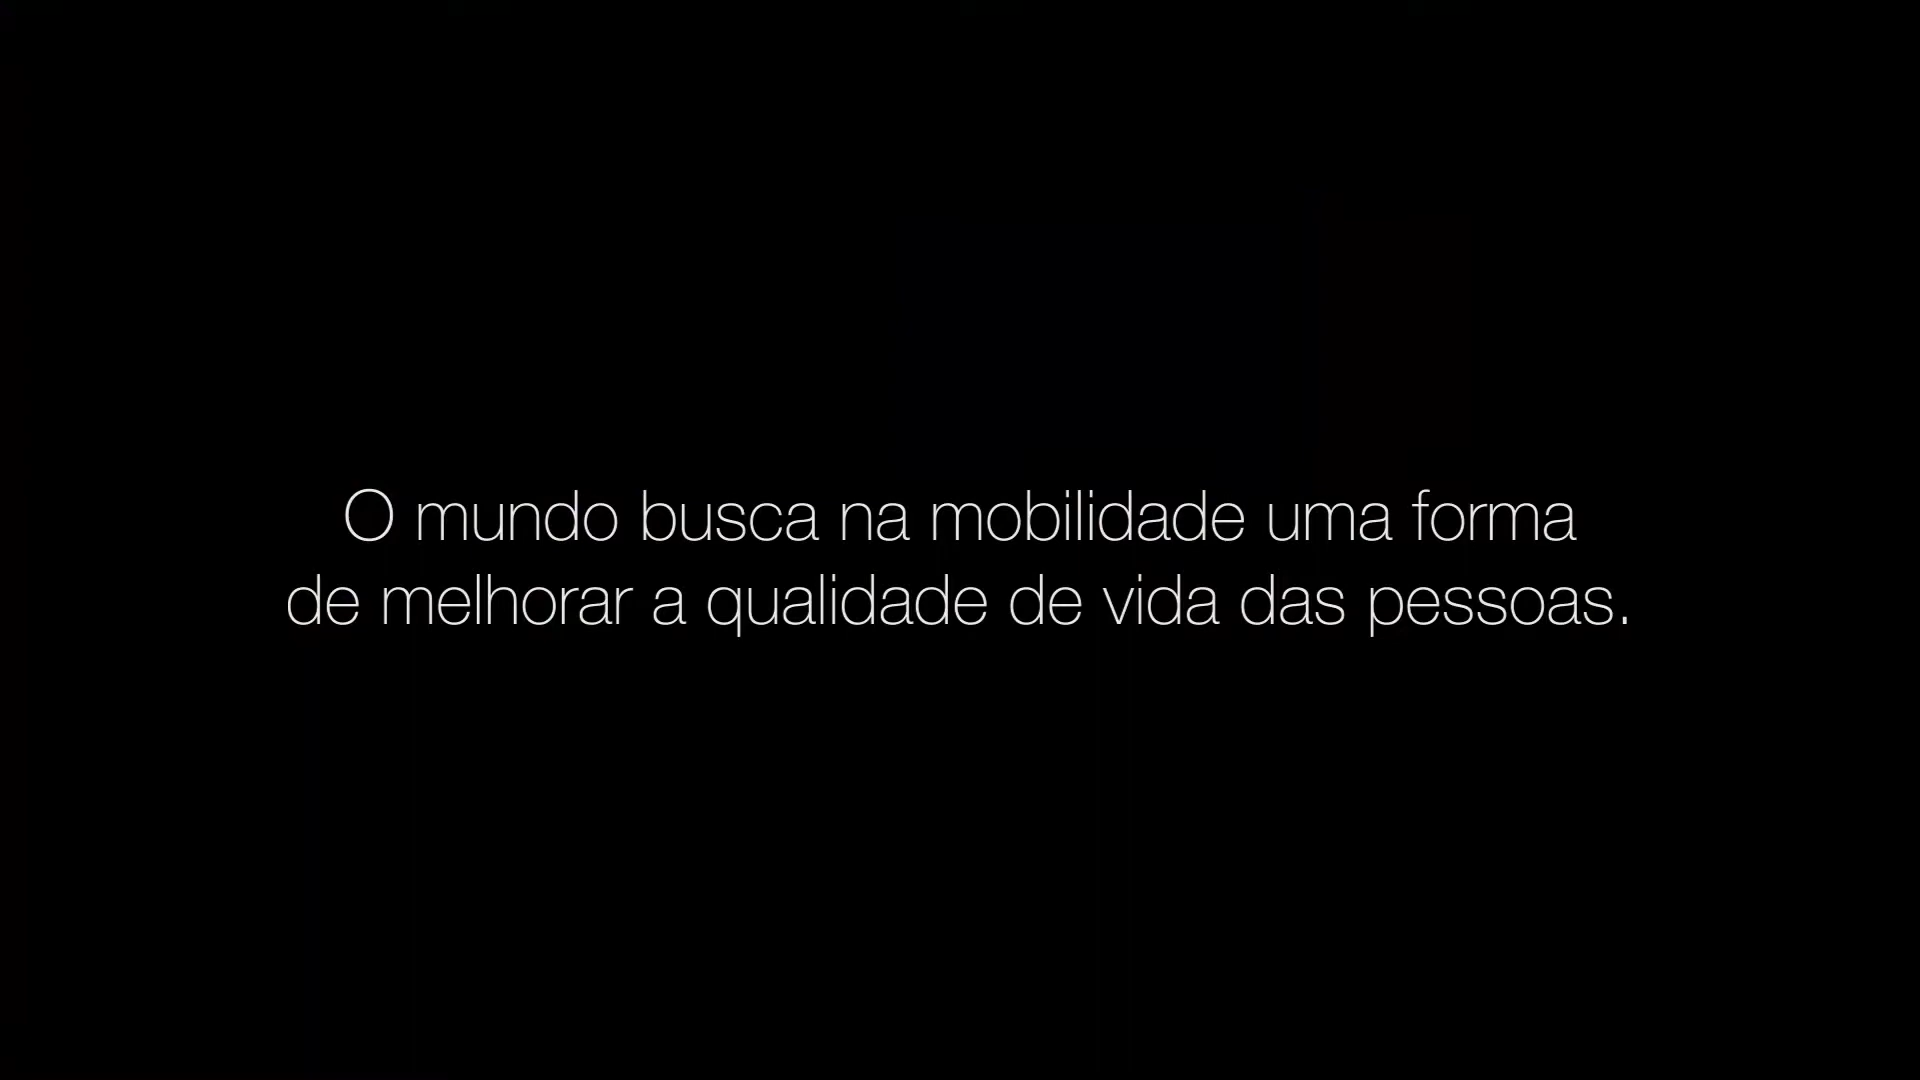 O mundo busca na mobilidade uma forma
de melhorar a qualidade de vida das pessoas.